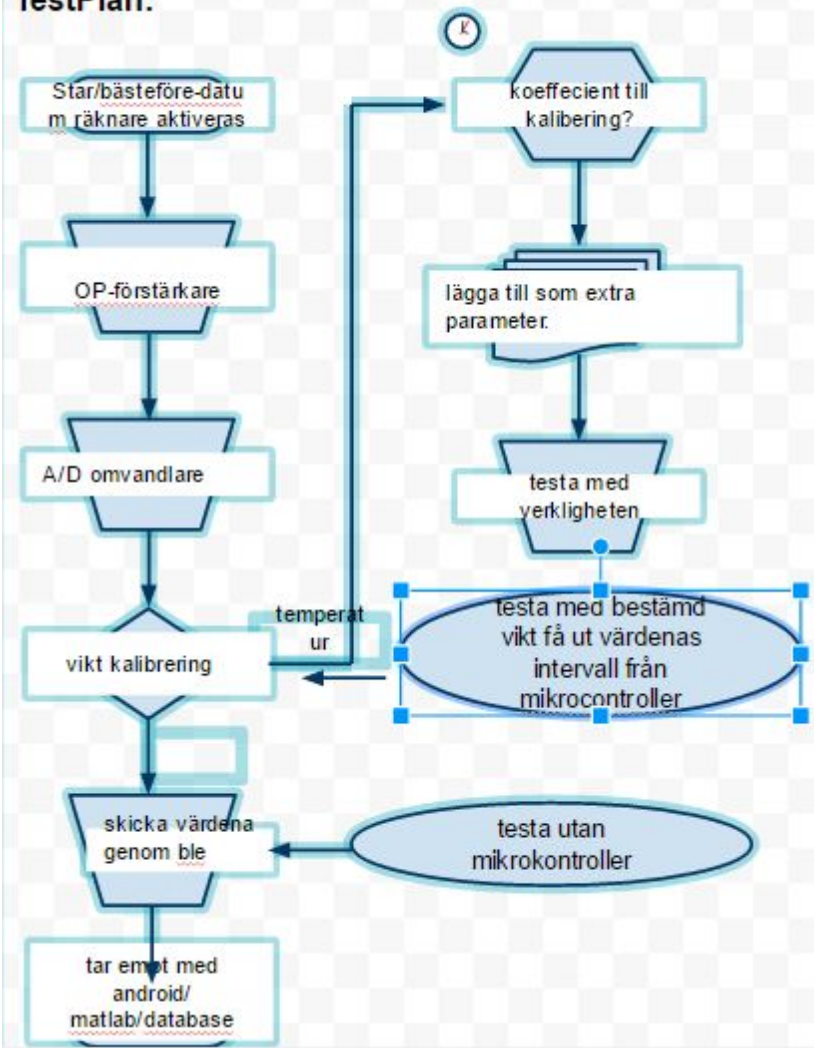 TestPlan:
Star/bästeföre-datu
m räknare aktiveras
OP-förstärkare
A/D omvandlare
vikt kalibrering
temperat
ur
skicka värdena
genom ble
tar emot med
android/
matlab/database
koeffecient till
kalibering?
lägga till som extra
parameter.
testa med
verkligheten
testa med bestämd
vikt få ut värdenas
intervall från
mikrocontroller
testa utan
mikrokontroller